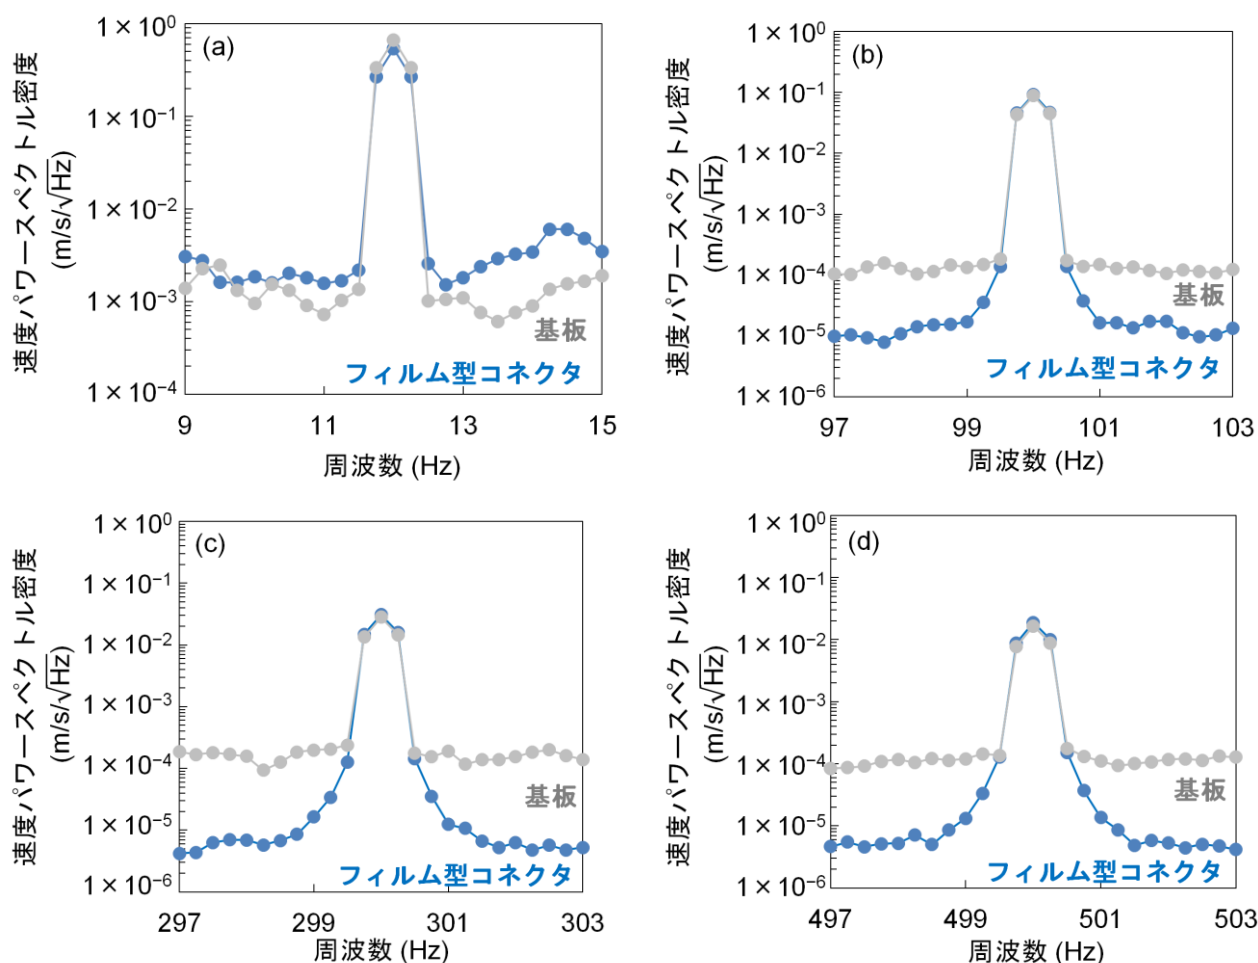 (a)
速度パワースペクトル密度
(m/s/√Hz)
1 × 10⁰
1 × 10⁻¹
1 × 10⁻²
1 × 10⁻³
1 × 10⁻⁴
基板
フィルム型コネクタ
9 11 13 15
周波数 (Hz)
(b)
速度パワースペクトル密度
(m/s/√Hz)
1 × 10⁰
1 × 10⁻¹
1 × 10⁻²
1 × 10⁻³
1 × 10⁻⁴
1 × 10⁻⁵
1 × 10⁻⁶
基板
フィルム型コネクタ
97 99 101 103
周波数 (Hz)
(c)
速度パワースペクトル密度
(m/s/√Hz)
1 × 10⁰
1 × 10⁻¹
1 × 10⁻²
1 × 10⁻³
1 × 10⁻⁴
1 × 10⁻⁵
1 × 10⁻⁶
基板
フィルム型コネクタ
297 299 301 303
周波数 (Hz)
(d)
速度パワースペクトル密度
(m/s/√Hz)
1 × 10⁰
1 × 10⁻¹
1 × 10⁻²
1 × 10⁻³
1 × 10⁻⁴
1 × 10⁻⁵
1 × 10⁻⁶
基板
フィルム型コネクタ
497 499 501 503
周波数 (Hz)